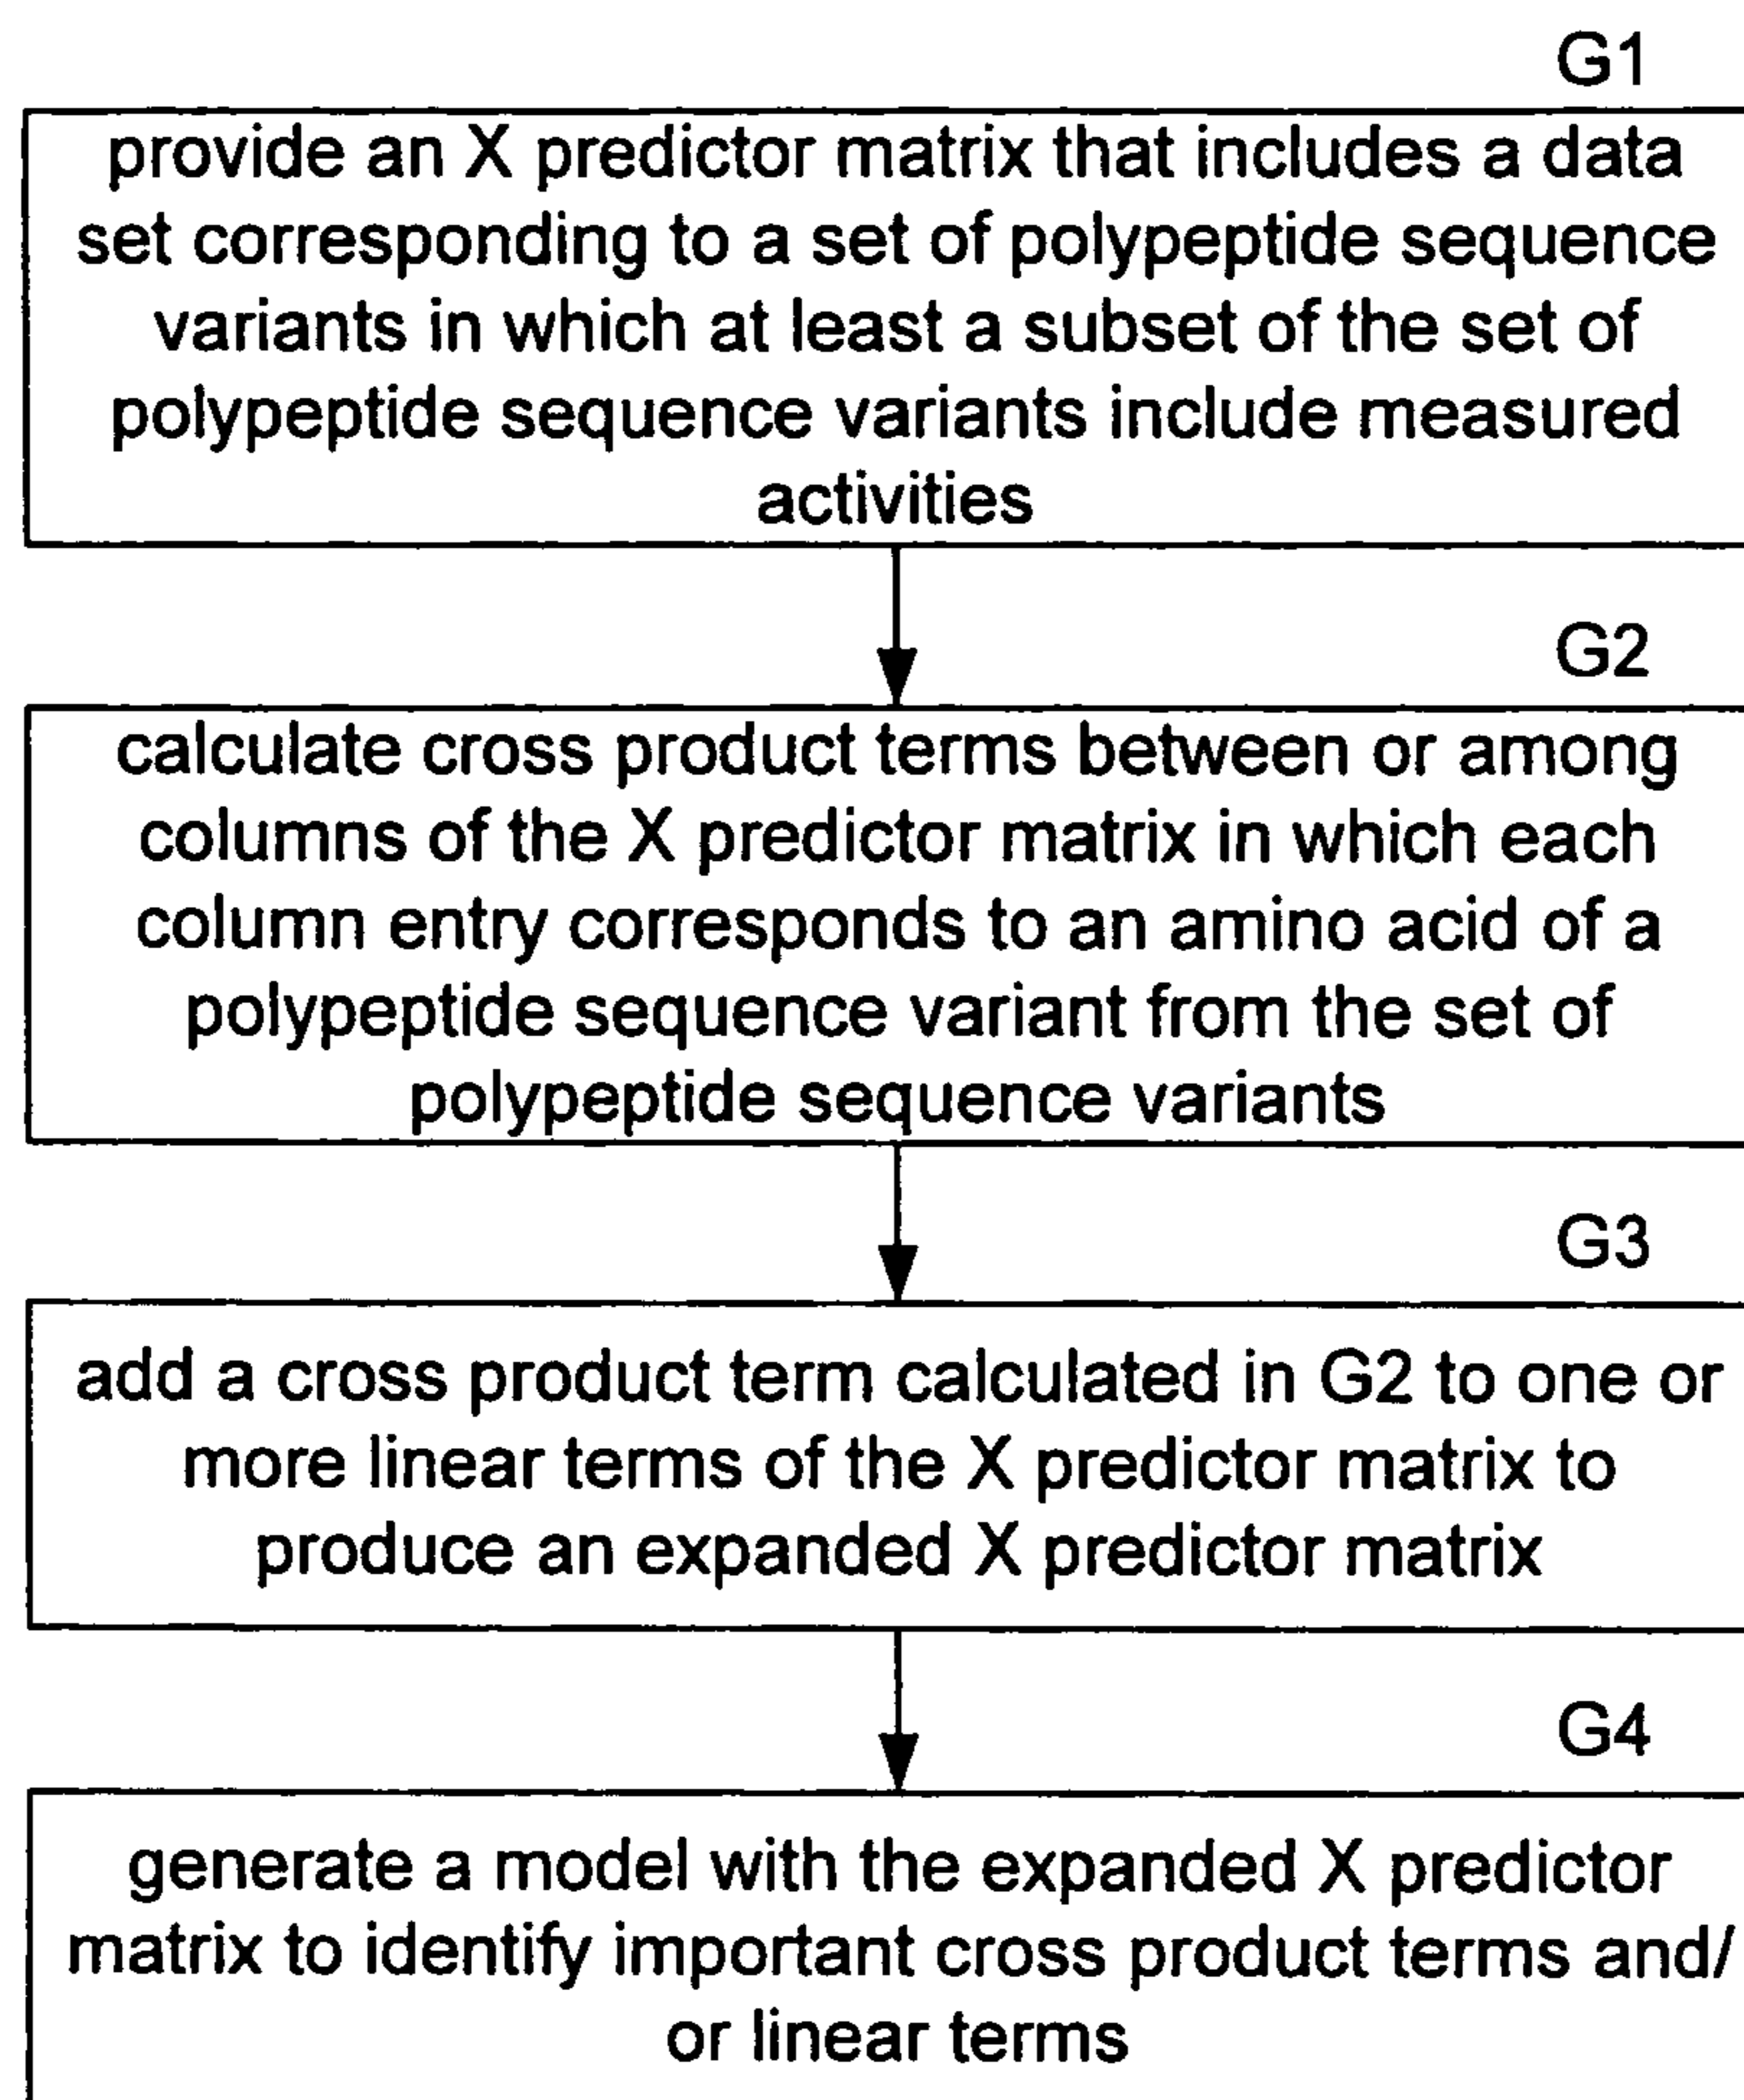 G1
provide an X predictor matrix that includes a data
set corresponding to a set of polypeptide sequence
variants in which at least a subset of the set of
polypeptide sequence variants include measured
activities
G2
calculate cross product terms between or among
columns of the X predictor matrix in which each
column entry corresponds to an amino acid of a
polypeptide sequence variant from the set of
polypeptide sequence variants
G3
add a cross product term calculated in G2 to one or
more linear terms of the X predictor matrix to
produce an expanded X predictor matrix
G4
generate a model with the expanded X predictor
matrix to identify important cross product terms and/
or linear terms